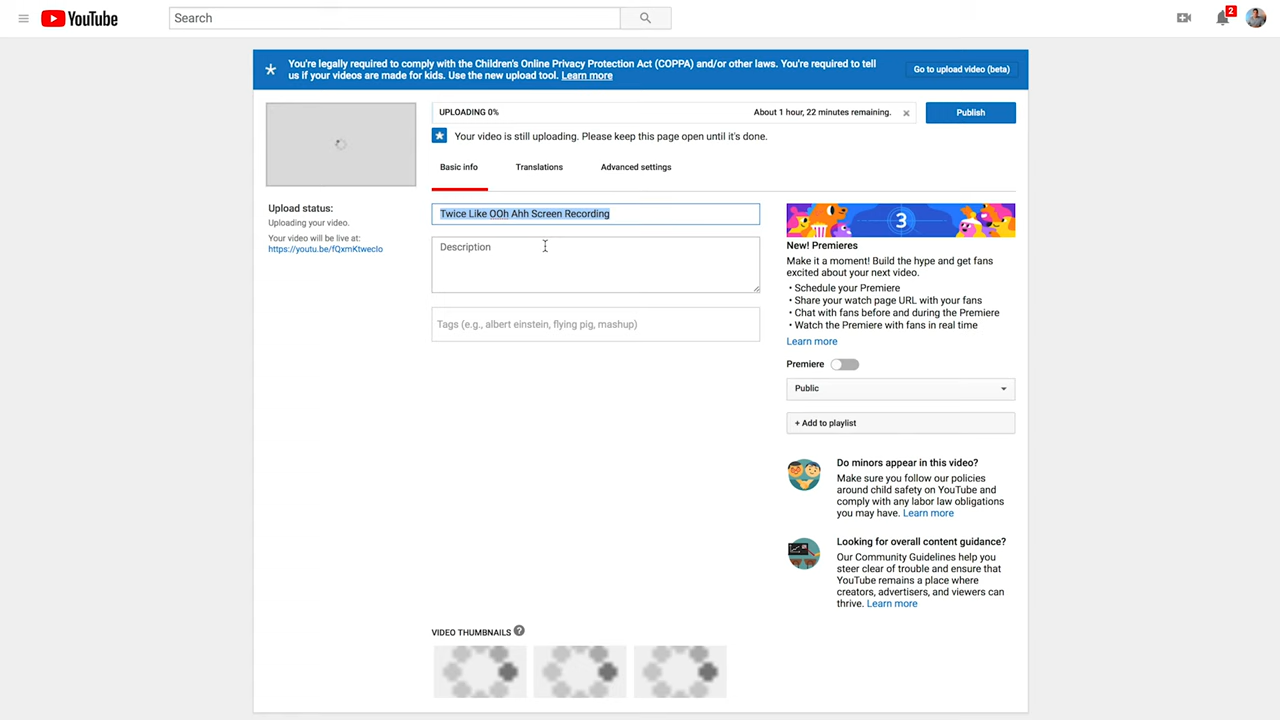 YouTube
Search
2
You're legally required to comply with the Children's Online Privacy Protection Act (COPPA) and/or other laws. You're required to tell
us if your videos are made for kids. Use the new upload tool. Learn more
Go to upload video (beta)
UPLOADING 0%
About 1 hour, 22 minutes remaining.
Publish
Your video is still uploading. Please keep this page open until it's done.
Basic info
Translations
Advanced settings
Upload status:
Uploading your video.
Your video will be live at:
https://youtu.be/fQxmKtwecIo
Twice Like OOh Ahh Screen Recording
Description
Tags (e.g., albert einstein, flying pig, mashup)
3
New! Premieres
Make it a moment! Build the hype and get fans
excited about your next video.
• Schedule your Premiere
• Share your watch page URL with your fans
• Chat with fans before and during the Premiere
• Watch the Premiere with fans in real time
Learn more
Premiere
Public
+ Add to playlist
Do minors appear in this video?
Make sure you follow our policies
around child safety on YouTube and
comply with any labor law obligations
you may have. Learn more
Looking for overall content guidance?
Our Community Guidelines help you
steer clear of trouble and ensure that
YouTube remains a place where
creators, advertisers, and viewers can
thrive. Learn more
VIDEO THUMBNAILS ?